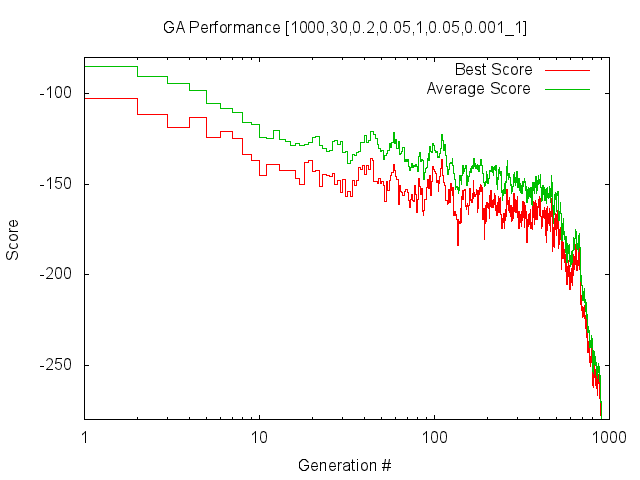 GA Performance [1000,30,0.2,0.05,1,0.05,0.001_1]
Best Score
Average Score
-100
-150
-200
-250
Score
1 10 100 1000
Generation #